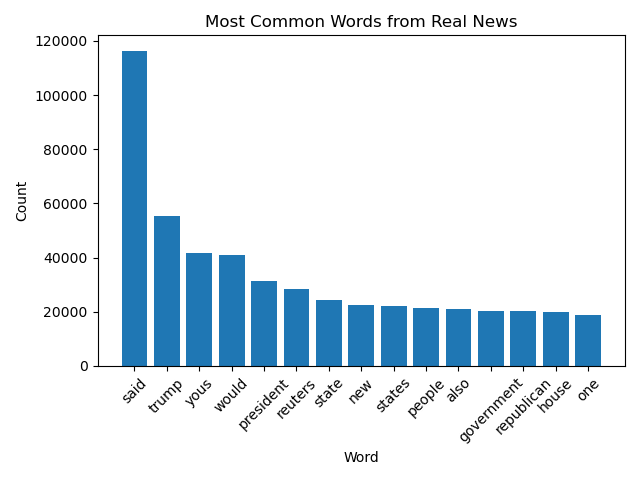 Most Common Words from Real News
Count
120000
100000
80000
60000
40000
20000
0
said
trump
yous
would
president
reuters
state
new
states
people
also
government
republican
house
one
Word